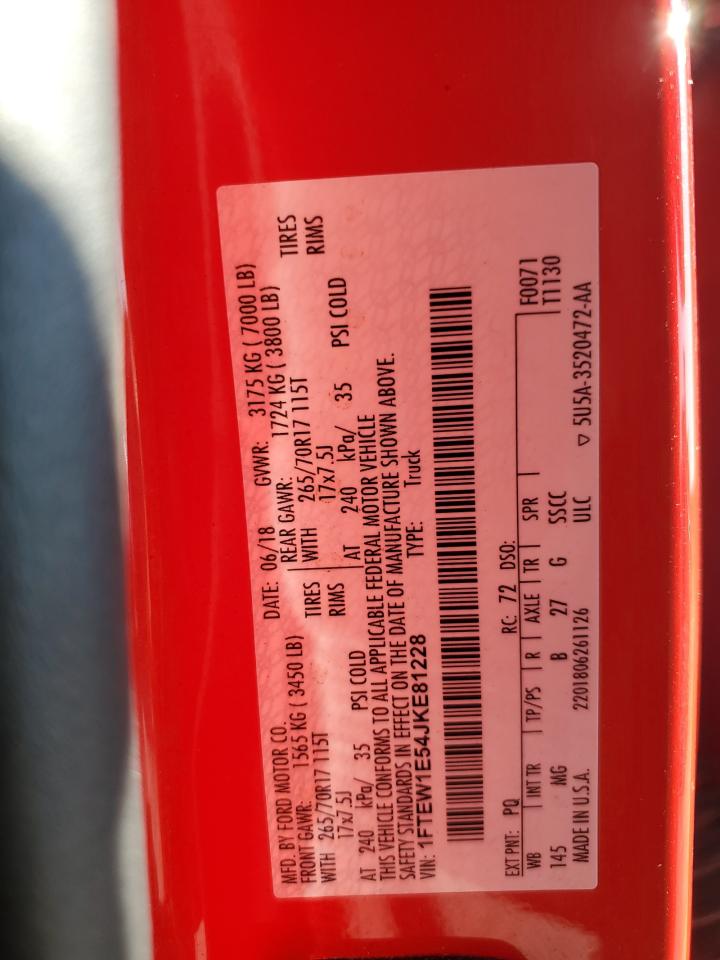 MFD. BY FORD MOTOR CO.
DATE: 06/18 GVWR: 3175 KG ( 7000 LB)
FRONT GAWR: 1565 KG ( 3450 LB) REAR GAWR: 1724 KG ( 3800 LB)
WITH 265/70R17 115T TIRES WITH 265/70R17 115T TIRES
17x7.5J RIMS 17x7.5J RIMS
AT 240 kPa/ 35 PSI COLD AT 240 kPa/ 35 PSI COLD
THIS VEHICLE CONFORMS TO ALL APPLICABLE FEDERAL MOTOR VEHICLE
SAFETY STANDARDS IN EFFECT ON THE DATE OF MANUFACTURE SHOWN ABOVE.
VIN: 1FTEW1E54JKE81228 TYPE: Truck
EXT PNT: PQ RC: 72 DSO: F0071
WB INT TR TP/PS R AXLE TR SPR T1130
145 MG B 27 G SSCC
MADE IN U.S.A. 2201806261126 ULC ▽ 5U5A-3520472-AA